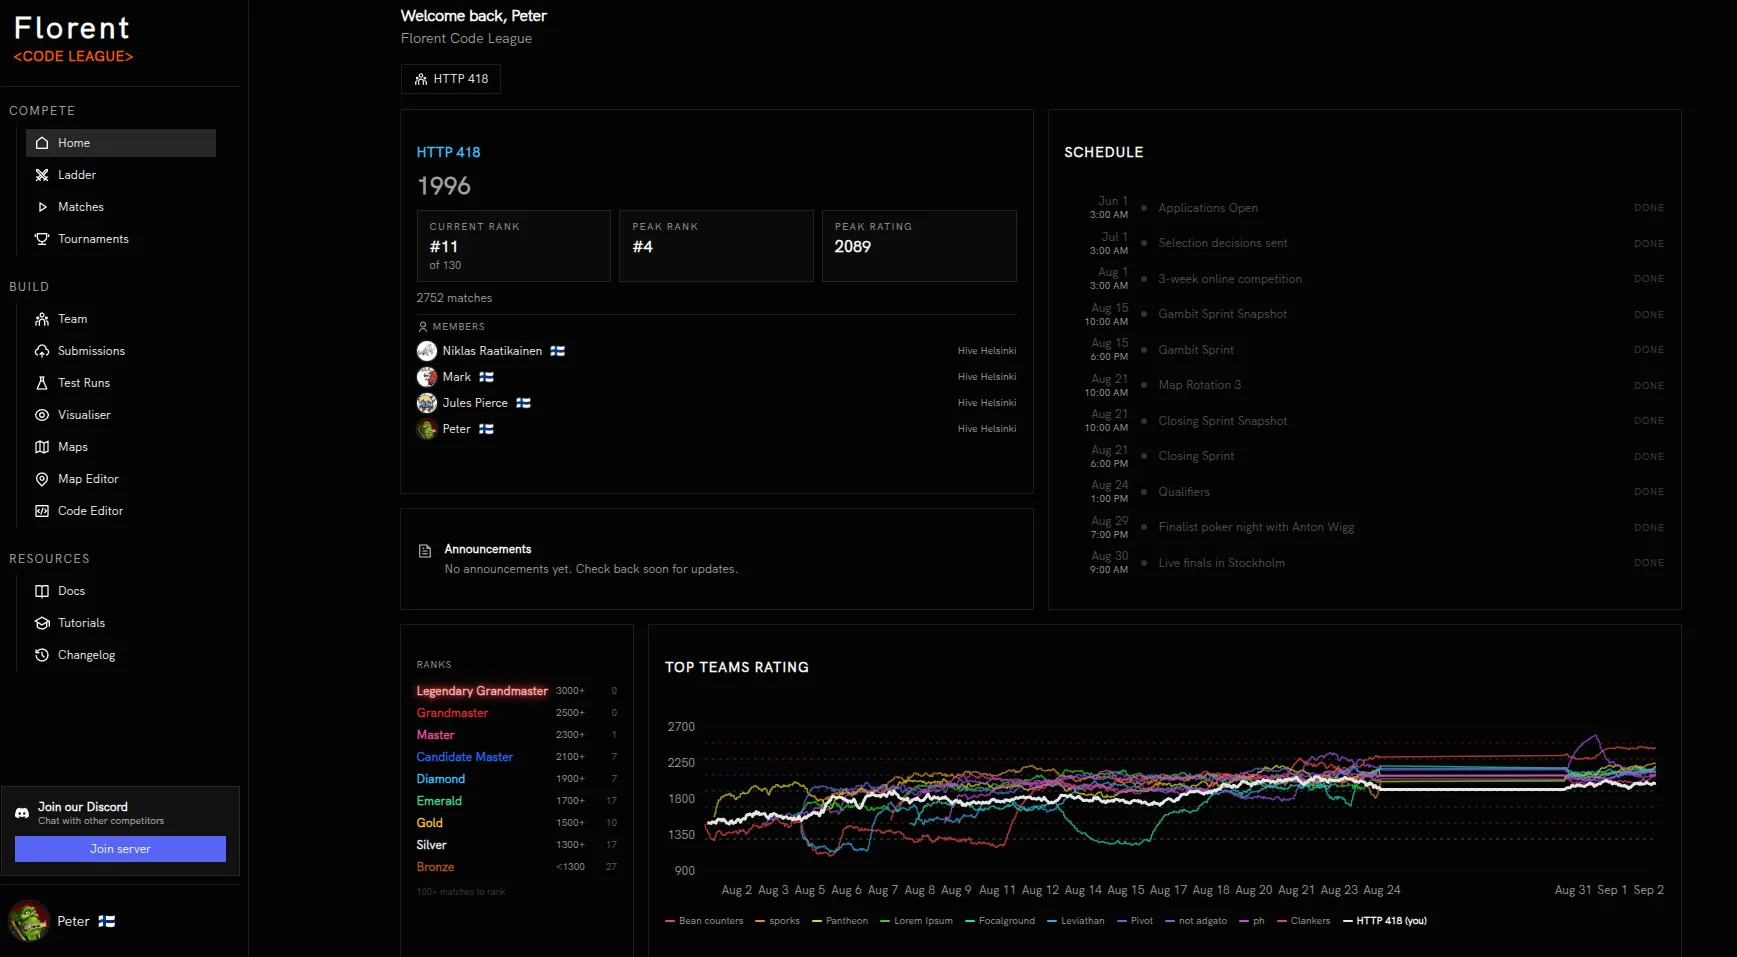 Florent
<CODE LEAGUE>
COMPETE
Home
Ladder
Matches
Tournaments
BUILD
Team
Submissions
Test Runs
Visualiser
Maps
Map Editor
Code Editor
RESOURCES
Docs
Tutorials
Changelog
Join our Discord
Chat with other competitors
Join server
Peter
Welcome back, Peter
Florent Code League
HTTP 418
HTTP 418
1996
CURRENT RANK
#11
of 130
PEAK RANK
#4
PEAK RATING
2089
2752 matches
MEMBERS
Niklas Raatikainen Hive Helsinki
Mark Hive Helsinki
Jules Pierce Hive Helsinki
Peter Hive Helsinki
Announcements
No announcements yet. Check back soon for updates.
SCHEDULE
Jun 1
3:00 AM
Applications Open DONE
Jul 1
3:00 AM
Selection decisions sent DONE
Aug 1
3:00 AM
3-week online competition DONE
Aug 15
10:00 AM
Gambit Sprint Snapshot DONE
Aug 15
6:00 PM
Gambit Sprint DONE
Aug 21
10:00 AM
Map Rotation 3 DONE
Aug 21
10:00 AM
Closing Sprint Snapshot DONE
Aug 21
6:00 PM
Closing Sprint DONE
Aug 24
1:00 PM
Qualifiers DONE
Aug 29
7:00 PM
Finalist poker night with Anton Wigg DONE
Aug 30
9:00 AM
Live finals in Stockholm DONE
RANKS
Legendary Grandmaster 3000+ 0
Grandmaster 2500+ 0
Master 2300+ 1
Candidate Master 2100+ 7
Diamond 1900+ 7
Emerald 1700+ 17
Gold 1500+ 10
Silver 1300+ 17
Bronze <1300 27
100+ matches to rank
TOP TEAMS RATING
2700
2250
1800
1350
900
Aug 2 Aug 3 Aug 5 Aug 6 Aug 7 Aug 8 Aug 9 Aug 11 Aug 12 Aug 14 Aug 15 Aug 17 Aug 18 Aug 20 Aug 21 Aug 23 Aug 24 Aug 31 Sep 1 Sep 2
Bean counters sporks Pantheon Lorem Ipsum Focalground Leviathan Pivot not adgato ph Clankers HTTP 418 (you)